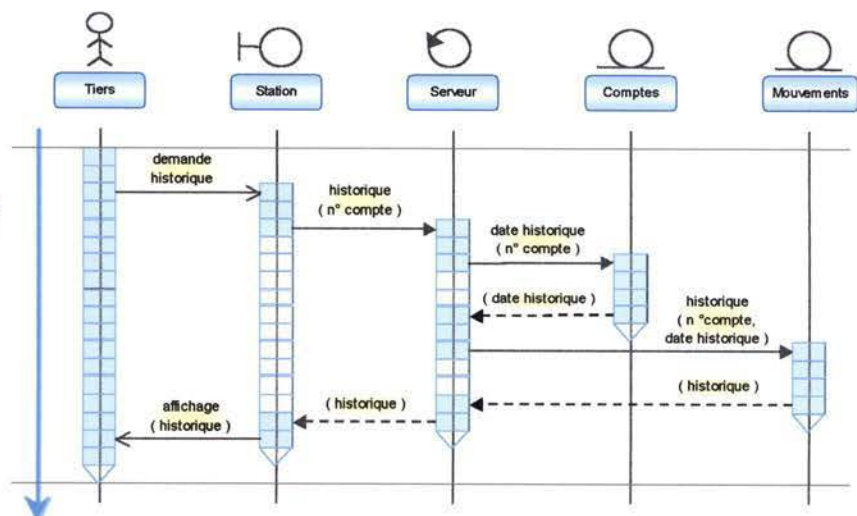 Tiers
Station
Serveur
Comptes
Mouvements
demande
historique
historique
( n° compte )
date historique
( n° compte )
( date historique )
historique
( n °compte,
date historique )
( historique )
( historique )
affichage
( historique )